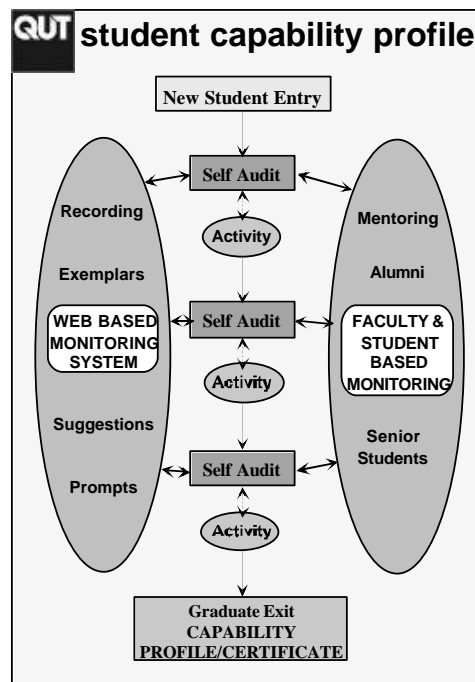 QUT student capability profile
New Student Entry
Self Audit
Activity
Self Audit
Activity
Self Audit
Activity
Graduate Exit
CAPABILITY
PROFILE/CERTIFICATE
Recording
Exemplars
WEB BASED
MONITORING
SYSTEM
Suggestions
Prompts
Mentoring
Alumni
FACULTY &
STUDENT
BASED
MONITORING
Senior
Students